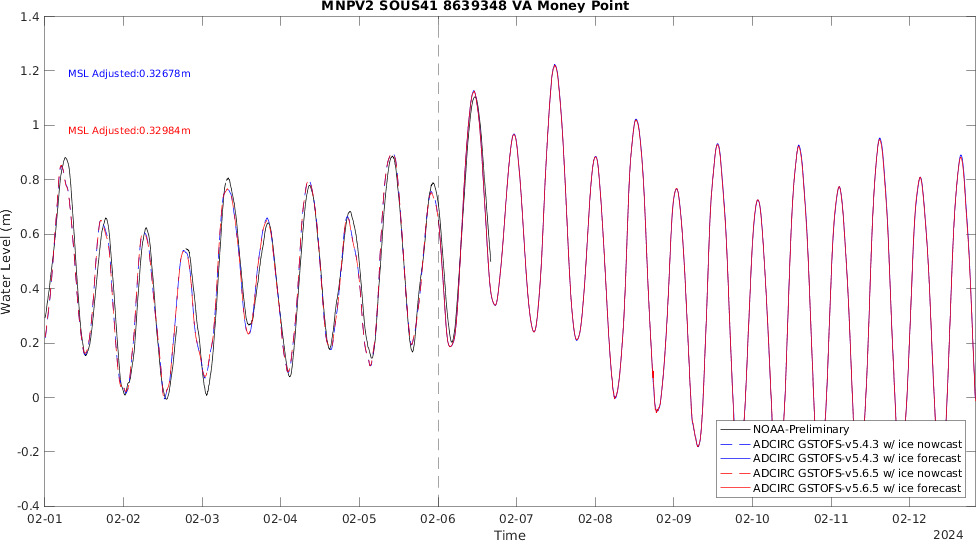 MNPV2 SOUS41 8639348 VA Money Point
1.4
1.2
1
0.8
0.6
0.4
0.2
0
-0.2
-0.4
Water Level (m)
MSL Adjusted:0.32678m
MSL Adjusted:0.32984m
NOAA-Preliminary
ADCIRC GSTOFS-v5.4.3 w/ ice nowcast
ADCIRC GSTOFS-v5.4.3 w/ ice forecast
ADCIRC GSTOFS-v5.6.5 w/ ice nowcast
ADCIRC GSTOFS-v5.6.5 w/ ice forecast
02-01 02-02 02-03 02-04 02-05 02-06 02-07 02-08 02-09 02-10 02-11 02-12
Time
2024